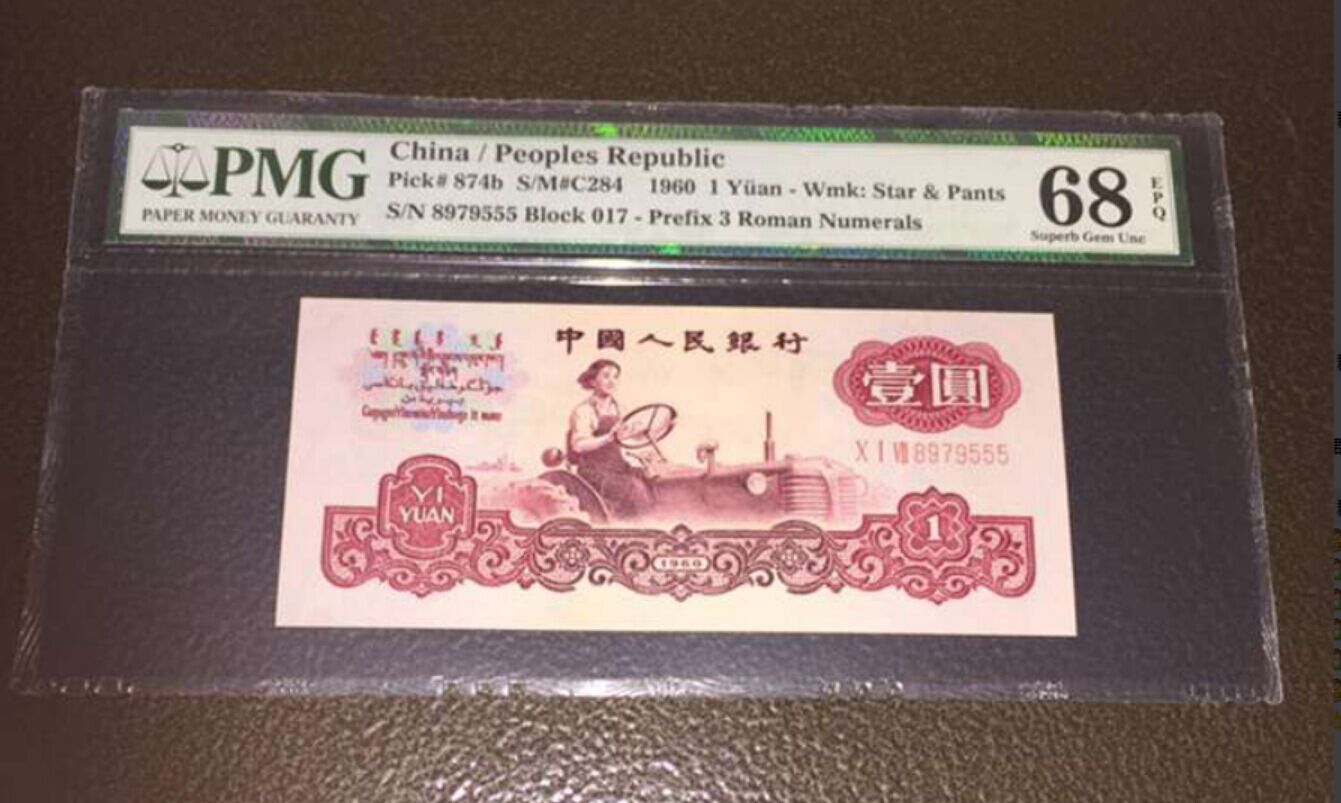 PMG
PAPER MONEY GUARANTY
China / Peoples Republic
Pick# 874b S/M#C284 1960 1 Yüan - Wmk: Star & Pants
S/N 8979555 Block 017 - Prefix 3 Roman Numerals
68
EPQ
Superb Gem Unc
中國人民銀行
壹圓
X I VIII 8979555
YI
YUAN
1
1960